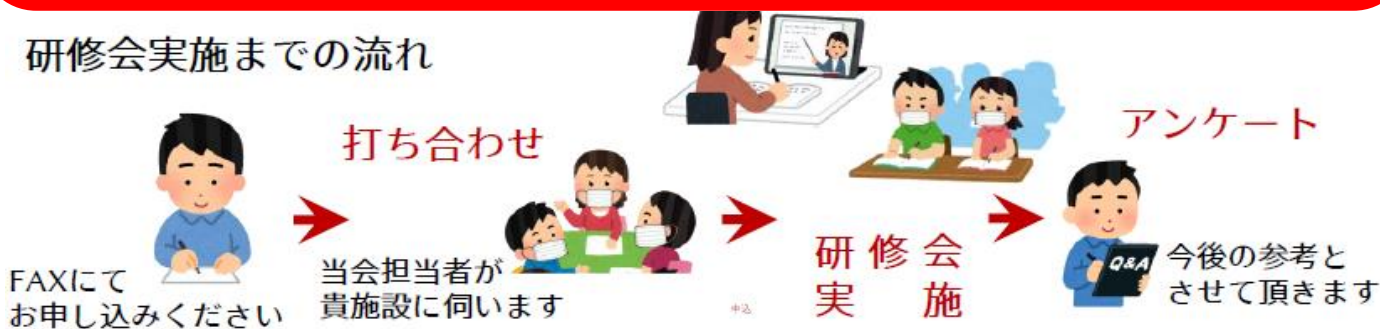 研修会実施までの流れ
FAXにて
お申し込みください
打ち合わせ
当会担当者が
貴施設に伺います
申込
研修会
実施
アンケート
Q&A
今後の参考と
させて頂きます